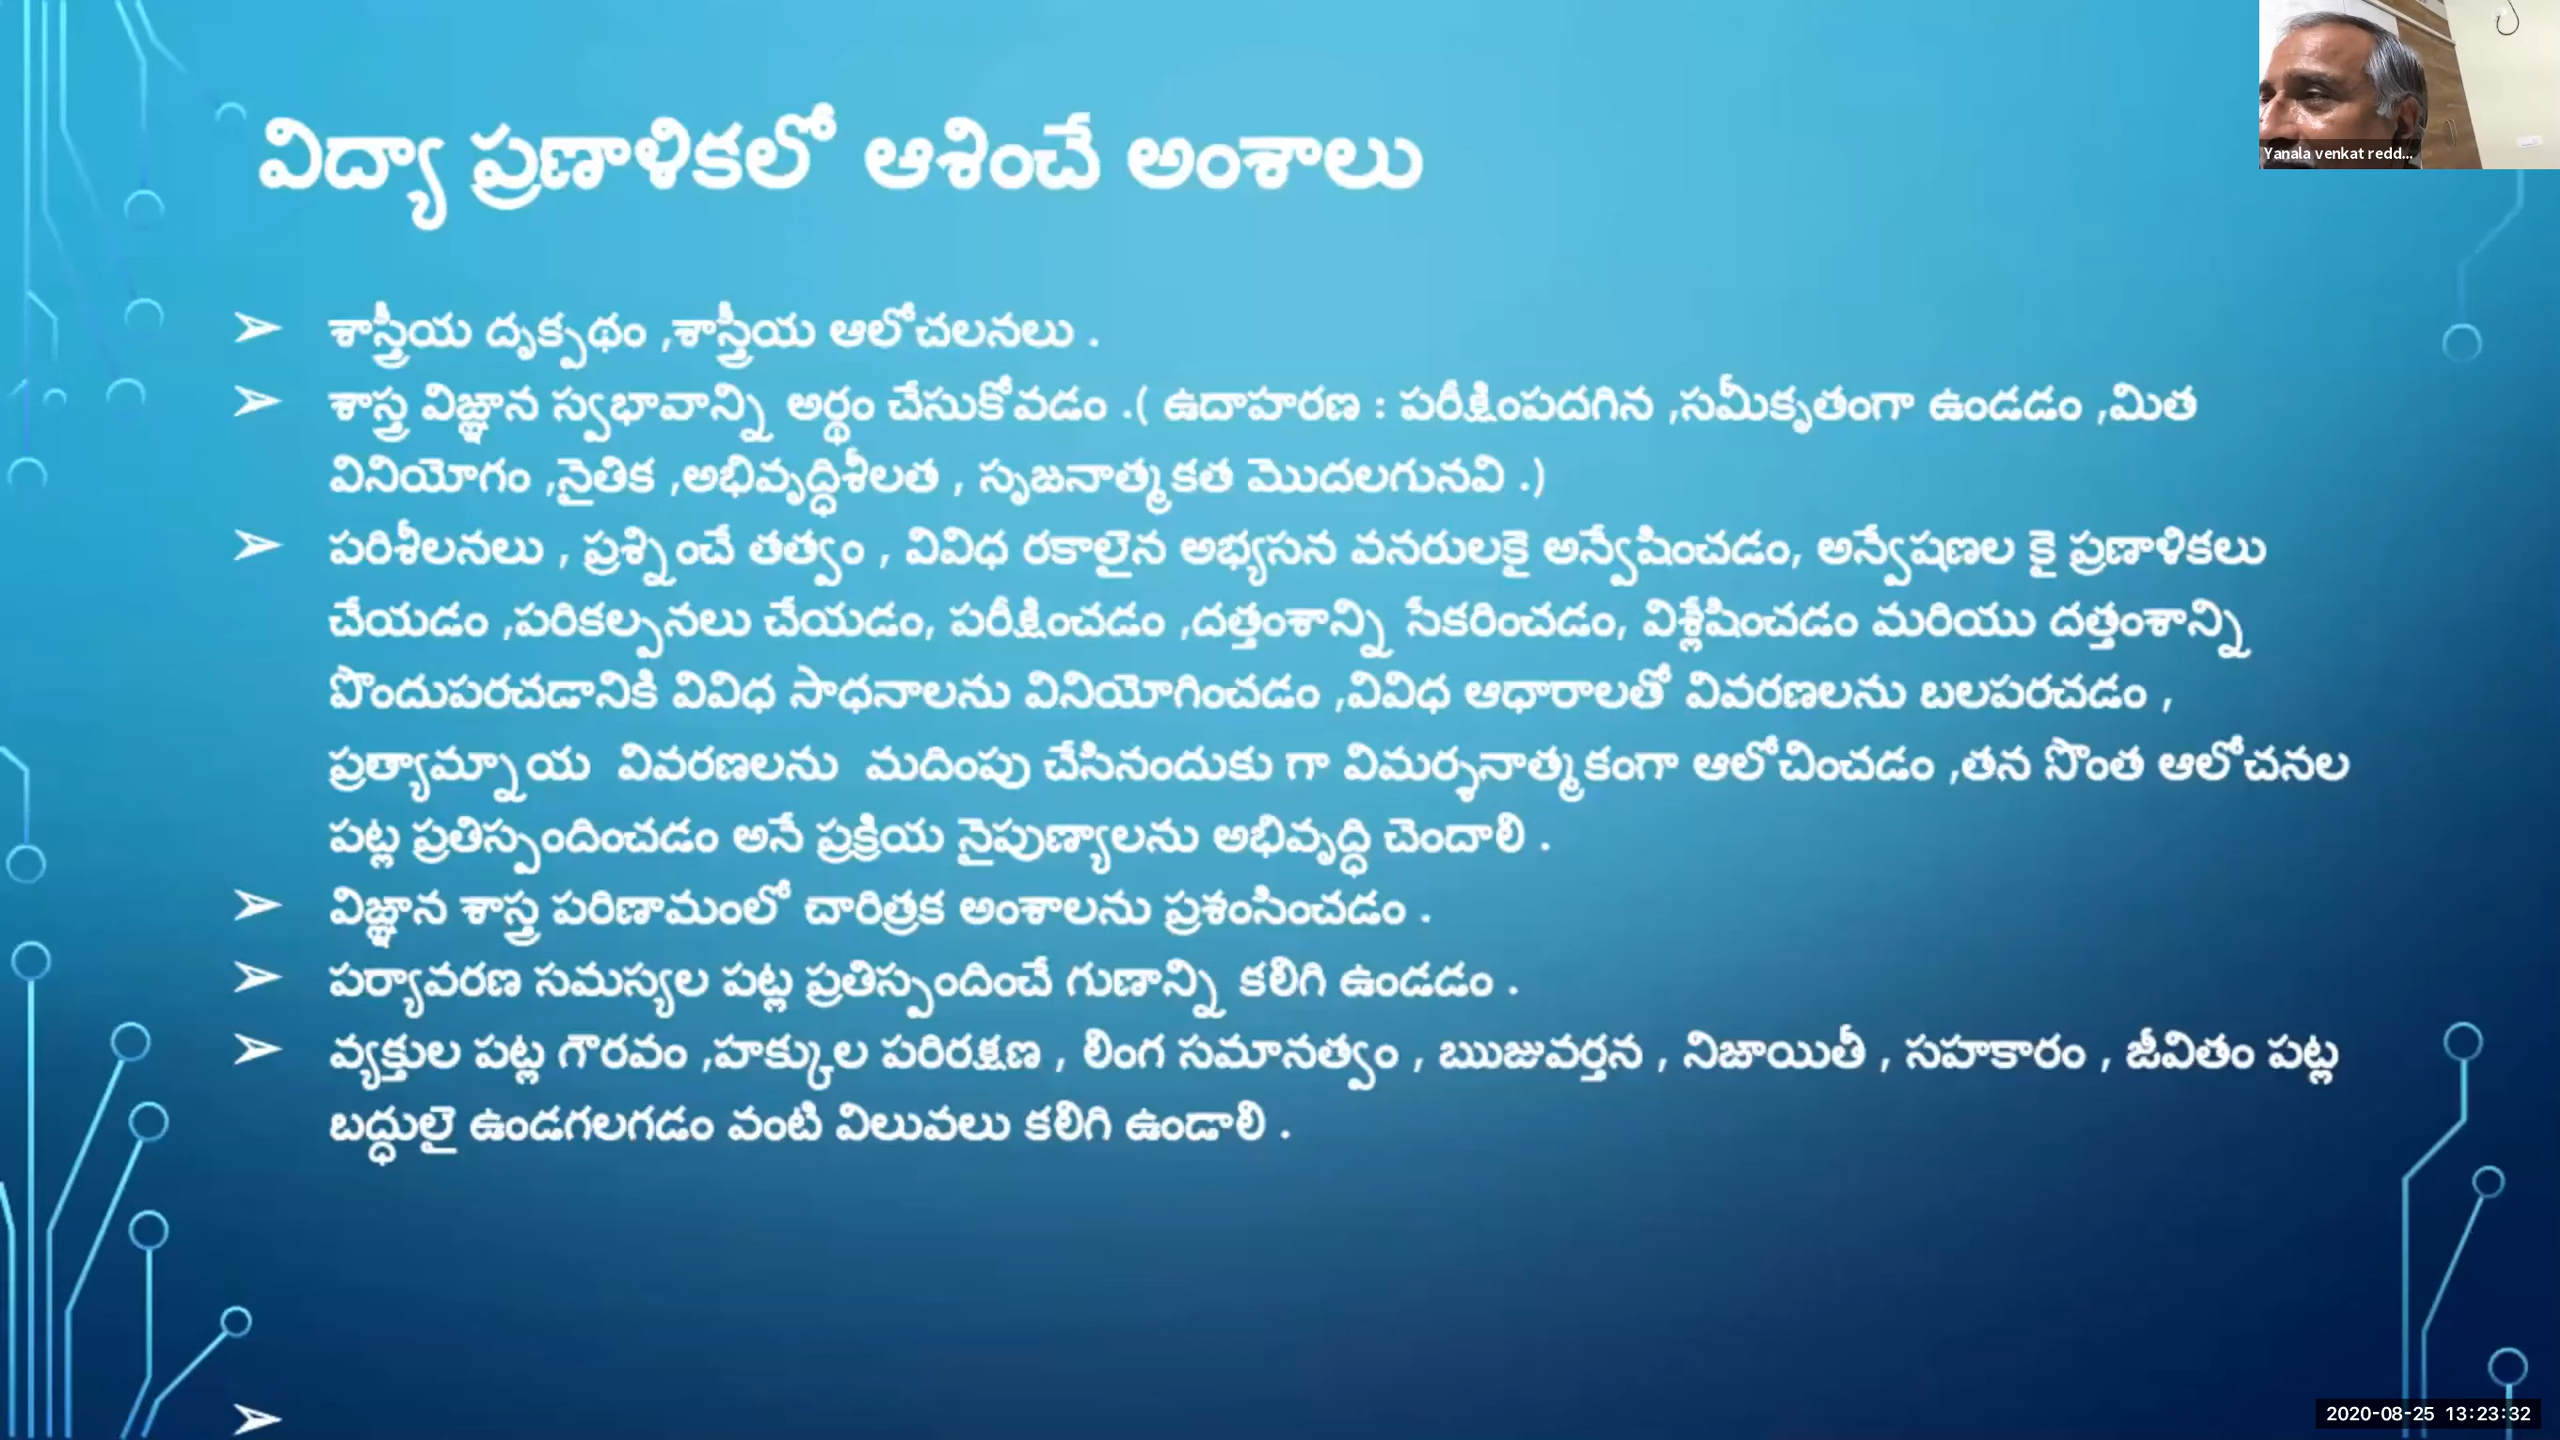 విద్యా ప్రణాళికలో ఆశించే అంశాలు
Yanala venkat redd...
➢ శాస్త్రీయ దృక్పథం ,శాస్త్రీయ ఆలోచలనలు .
➢ శాస్త్ర విజ్ఞాన స్వభావాన్ని అర్థం చేసుకోవడం .( ఉదాహరణ : పరీక్షింపదగిన ,సమీకృతంగా ఉండడం ,మిత
వినియోగం ,నైతిక ,అభివృద్ధిశీలత , సృజనాత్మకత మొదలగునవి .)
➢ పరిశీలనలు , ప్రశ్నించే తత్వం , వివిధ రకాలైన అభ్యసన వనరులకై అన్వేషించడం, అన్వేషణల కై ప్రణాళికలు
చేయడం ,పరికల్పనలు చేయడం, పరీక్షించడం ,దత్తంశాన్ని సేకరించడం, విశ్లేషించడం మరియు దత్తంశాన్ని
పొందుపరచడానికి వివిధ సాధనాలను వినియోగించడం ,వివిధ ఆధారాలతో వివరణలను బలపరచడం ,
ప్రత్యామ్నాయ వివరణలను మదింపు చేసినందుకు గా విమర్శనాత్మకంగా ఆలోచించడం ,తన సొంత ఆలోచనల
పట్ల ప్రతిస్పందించడం అనే ప్రక్రియ నైపుణ్యాలను అభివృద్ధి చెందాలి .
➢ విజ్ఞాన శాస్త్ర పరిణామంలో చారిత్రక అంశాలను ప్రశంసించడం .
➢ పర్యావరణ సమస్యల పట్ల ప్రతిస్పందించే గుణాన్ని కలిగి ఉండడం .
➢ వ్యక్తుల పట్ల గౌరవం ,హక్కుల పరిరక్షణ , లింగ సమానత్వం , ఋజువర్తన , నిజాయితీ , సహకారం , జీవితం పట్ల
బద్ధులై ఉండగలగడం వంటి విలువలు కలిగి ఉండాలి .
➢
2020-08-25 13:23:32